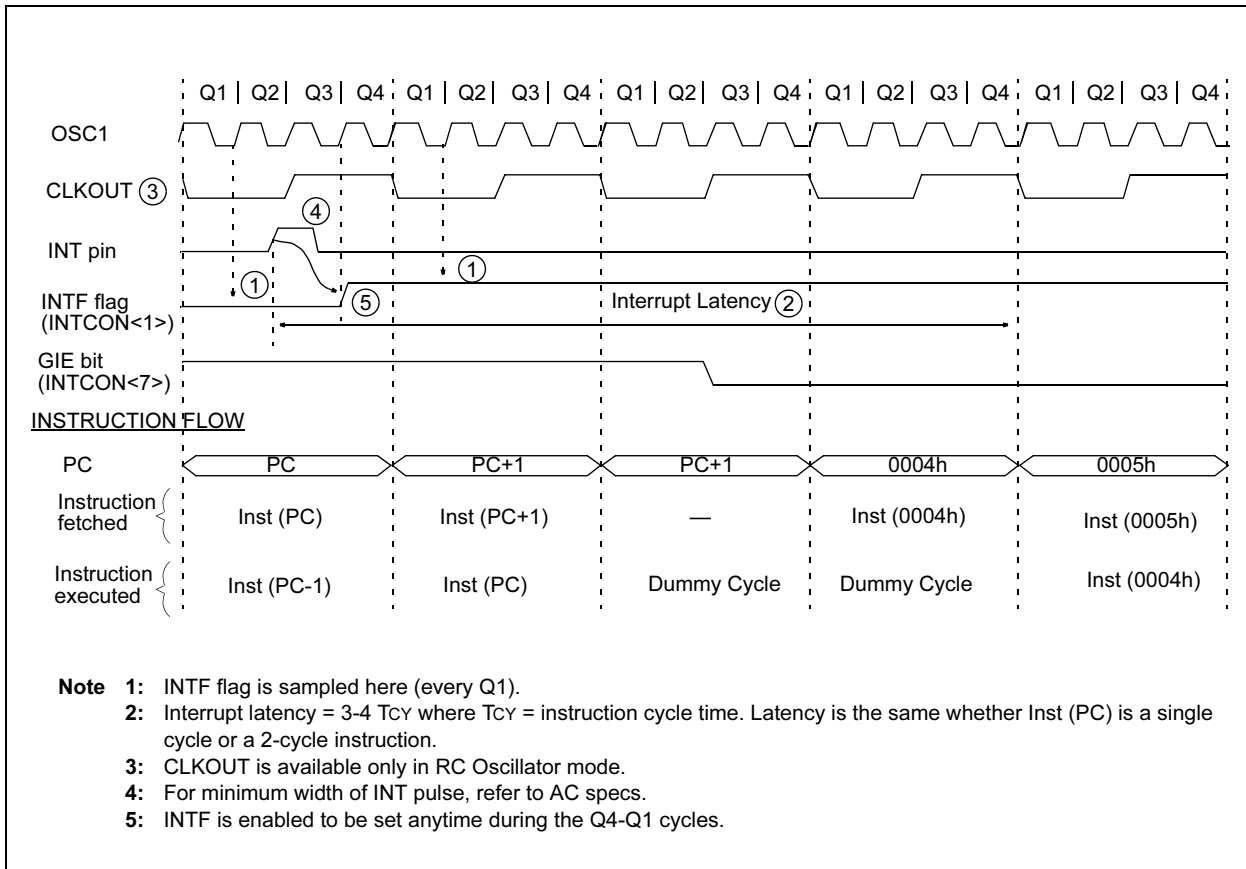 Q1 | Q2 | Q3 | Q4 Q1 | Q2 | Q3 | Q4 Q1 | Q2 | Q3 | Q4 Q1 | Q2 | Q3 | Q4 Q1 | Q2 | Q3 | Q4
OSC1
CLKOUT 3
4
INT pin
1 1
INTF flag
(INTCON<1>)
5
Interrupt Latency 2
GIE bit
(INTCON<7>)
INSTRUCTION FLOW
PC PC PC+1 PC+1 0004h 0005h
Instruction
fetched
Inst (PC) Inst (PC+1) — Inst (0004h) Inst (0005h)
Instruction
executed
Inst (PC-1) Inst (PC) Dummy Cycle Dummy Cycle Inst (0004h)
Note 1: INTF flag is sampled here (every Q1).
2: Interrupt latency = 3-4 TCY where TCY = instruction cycle time. Latency is the same whether Inst (PC) is a single
cycle or a 2-cycle instruction.
3: CLKOUT is available only in RC Oscillator mode.
4: For minimum width of INT pulse, refer to AC specs.
5: INTF is enabled to be set anytime during the Q4-Q1 cycles.